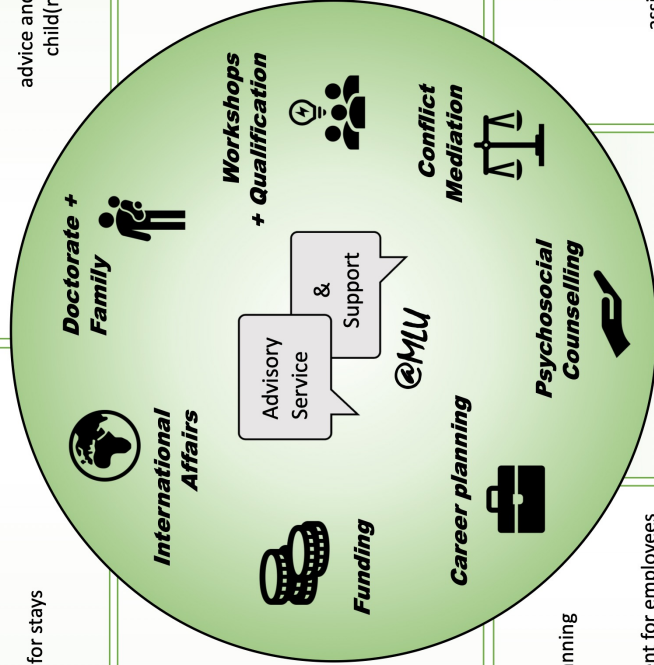 for stays
advice and
child(r
Doctorate +
Family
International
Affairs
Workshops
+ Qualification
Advisory
Service
&
Support
Funding
@MLU
Conflict
Mediation
Career planning
Psychosocial
Counselling
nning
nt for employees